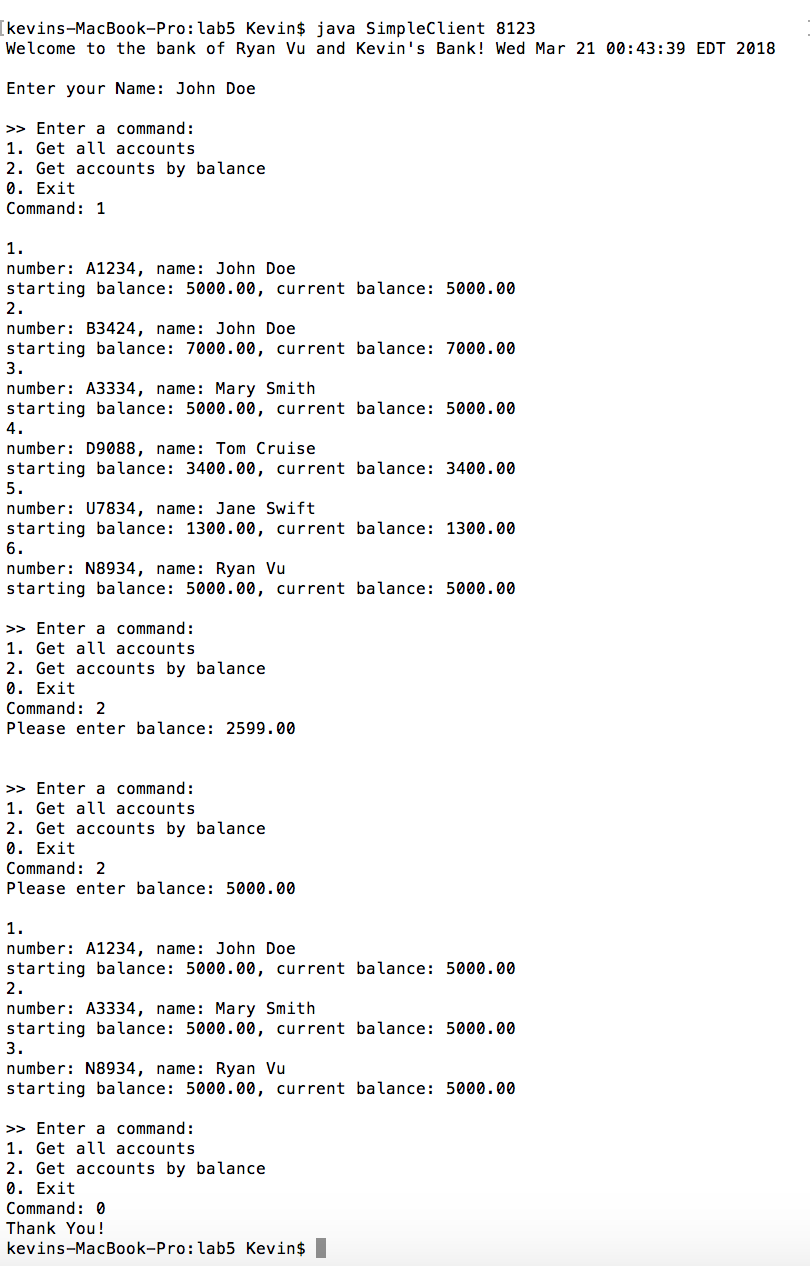 [kevins-MacBook-Pro:lab5 Kevin$ java SimpleClient 8123
Welcome to the bank of Ryan Vu and Kevin's Bank! Wed Mar 21 00:43:39 EDT 2018
Enter your Name: John Doe
>> Enter a command:
1. Get all accounts
2. Get accounts by balance
0. Exit
Command: 1
1.
number: A1234, name: John Doe
starting balance: 5000.00, current balance: 5000.00
2.
number: B3424, name: John Doe
starting balance: 7000.00, current balance: 7000.00
3.
number: A3334, name: Mary Smith
starting balance: 5000.00, current balance: 5000.00
4.
number: D9088, name: Tom Cruise
starting balance: 3400.00, current balance: 3400.00
5.
number: U7834, name: Jane Swift
starting balance: 1300.00, current balance: 1300.00
6.
number: N8934, name: Ryan Vu
starting balance: 5000.00, current balance: 5000.00
>> Enter a command:
1. Get all accounts
2. Get accounts by balance
0. Exit
Command: 2
Please enter balance: 2599.00
>> Enter a command:
1. Get all accounts
2. Get accounts by balance
0. Exit
Command: 2
Please enter balance: 5000.00
1.
number: A1234, name: John Doe
starting balance: 5000.00, current balance: 5000.00
2.
number: A3334, name: Mary Smith
starting balance: 5000.00, current balance: 5000.00
3.
number: N8934, name: Ryan Vu
starting balance: 5000.00, current balance: 5000.00
>> Enter a command:
1. Get all accounts
2. Get accounts by balance
0. Exit
Command: 0
Thank You!
kevins-MacBook-Pro:lab5 Kevin$